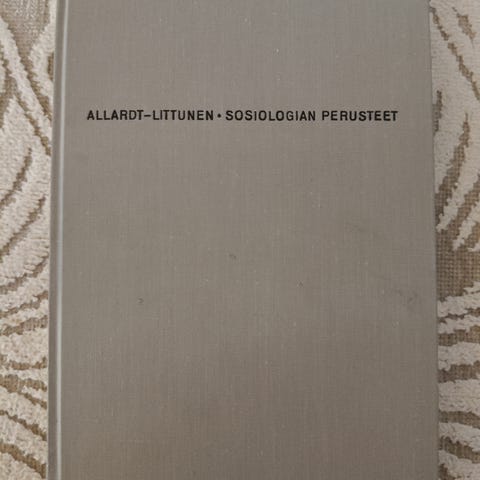 ALLARDT–LITTUNEN • SOSIOLOGIAN PERUSTEET